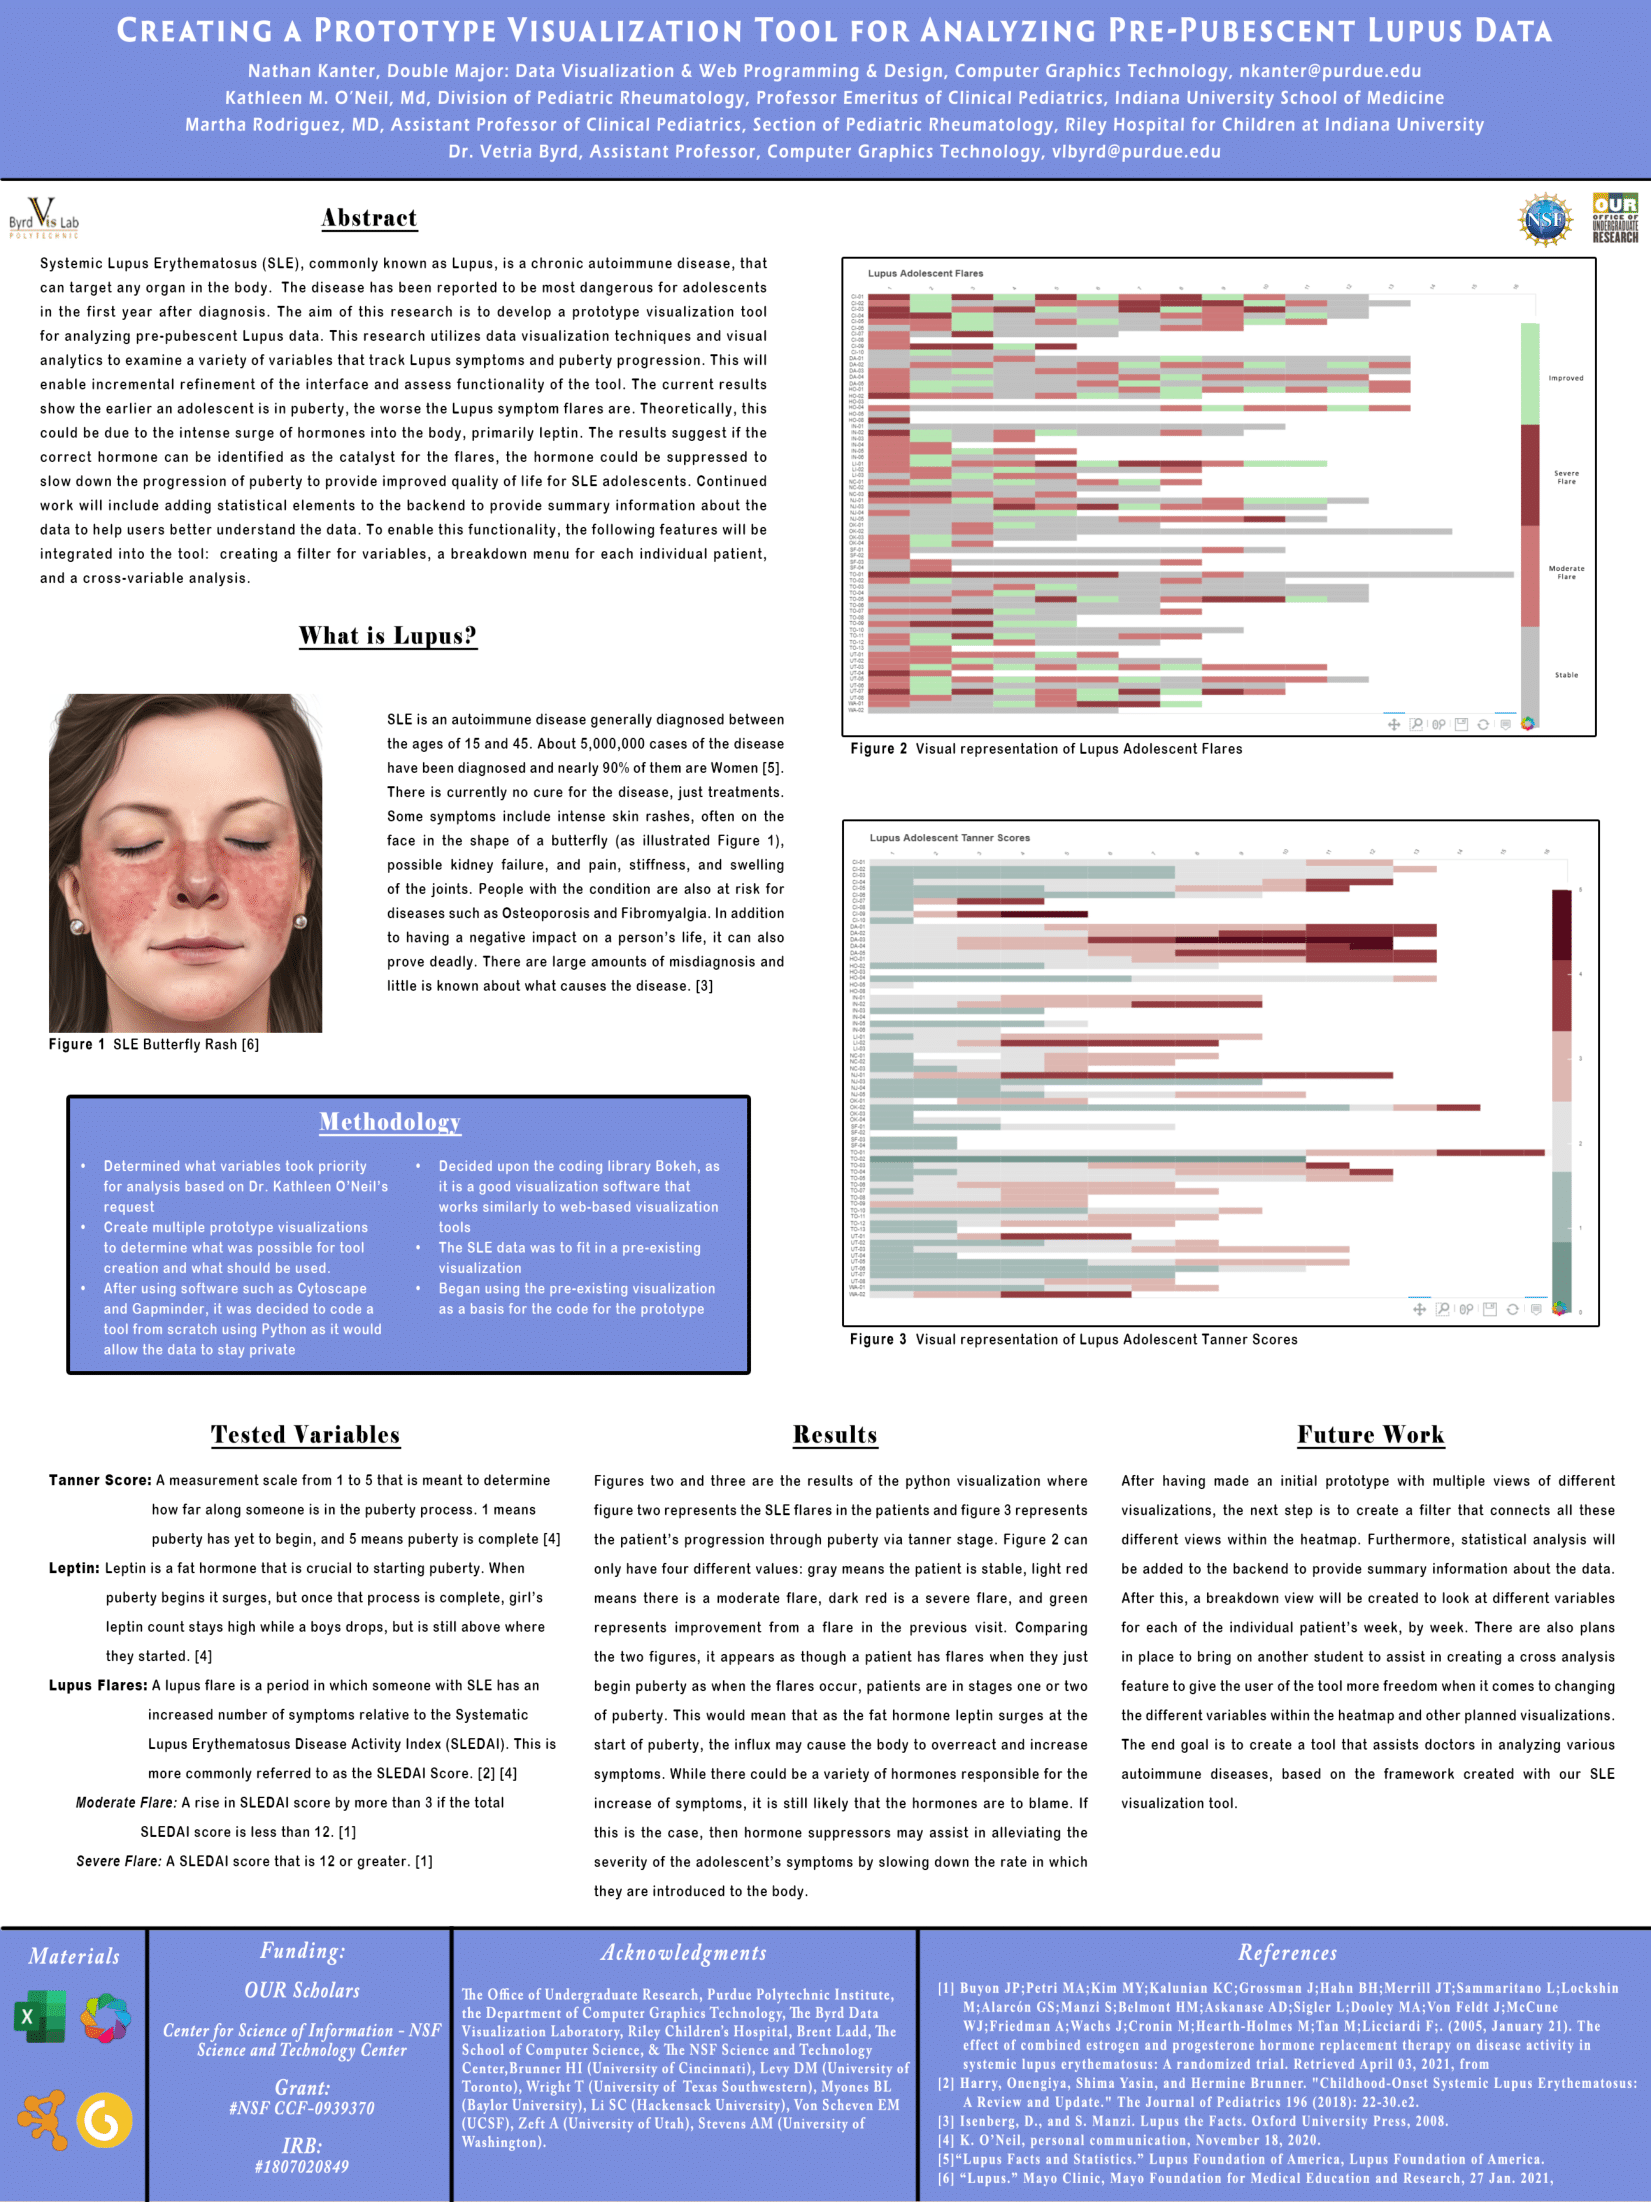 CREATING A PROTOTYPE VISUALIZATION TOOL FOR ANALYZING PRE-PUBESCENT LUPUS DATA
Nathan Kanter, Double Major: Data Visualization & Web Programming & Design, Computer Graphics Technology, nkanter@purdue.edu
Kathleen M. O'Neil, Md, Division of Pediatric Rheumatology, Professor Emeritus of Clinical Pediatrics, Indiana University School of Medicine
Martha Rodriguez, MD, Assistant Professor of Clinical Pediatrics, Section of Pediatric Rheumatology, Riley Hospital for Children at Indiana University
Dr. Vetria Byrd, Assistant Professor, Computer Graphics Technology, vlbyrd@purdue.edu
Byrd Vis Lab
POLYTECHNIC
NSF
OUR
OFFICE OF
UNDERGRADUATE
RESEARCH
Abstract
Systemic Lupus Erythematosus (SLE), commonly known as Lupus, is a chronic autoimmune disease, that
can target any organ in the body. The disease has been reported to be most dangerous for adolescents
in the first year after diagnosis. The aim of this research is to develop a prototype visualization tool
for analyzing pre-pubescent Lupus data. This research utilizes data visualization techniques and visual
analytics to examine a variety of variables that track Lupus symptoms and puberty progression. This will
enable incremental refinement of the interface and assess functionality of the tool. The current results
show the earlier an adolescent is in puberty, the worse the Lupus symptom flares are. Theoretically, this
could be due to the intense surge of hormones into the body, primarily leptin. The results suggest if the
correct hormone can be identified as the catalyst for the flares, the hormone could be suppressed to
slow down the progression of puberty to provide improved quality of life for SLE adolescents. Continued
work will include adding statistical elements to the backend to provide summary information about the
data to help users better understand the data. To enable this functionality, the following features will be
integrated into the tool: creating a filter for variables, a breakdown menu for each individual patient,
and a cross-variable analysis.
What is Lupus?
SLE is an autoimmune disease generally diagnosed between
the ages of 15 and 45. About 5,000,000 cases of the disease
have been diagnosed and nearly 90% of them are Women [5].
There is currently no cure for the disease, just treatments.
Some symptoms include intense skin rashes, often on the
face in the shape of a butterfly (as illustrated Figure 1),
possible kidney failure, and pain, stiffness, and swelling
of the joints. People with the condition are also at risk for
diseases such as Osteoporosis and Fibromyalgia. In addition
to having a negative impact on a person's life, it can also
prove deadly. There are large amounts of misdiagnosis and
little is known about what causes the disease. [3]
Figure 1 SLE Butterfly Rash [6]
Lupus Adolescent Flares
Improved
Severe
Flare
Moderate
Flare
Stable
Figure 2 Visual representation of Lupus Adolescent Flares
Lupus Adolescent Tanner Scores
5
4
3
2
1
0
Figure 3 Visual representation of Lupus Adolescent Tanner Scores
Methodology
• Determined what variables took priority
for analysis based on Dr. Kathleen O'Neil's
request
• Create multiple prototype visualizations
to determine what was possible for tool
creation and what should be used.
• After using software such as Cytoscape
and Gapminder, it was decided to code a
tool from scratch using Python as it would
allow the data to stay private
• Decided upon the coding library Bokeh, as
it is a good visualization software that
works similarly to web-based visualization
tools
• The SLE data was to fit in a pre-existing
visualization
• Began using the pre-existing visualization
as a basis for the code for the prototype
Tested Variables
Tanner Score: A measurement scale from 1 to 5 that is meant to determine
how far along someone is in the puberty process. 1 means
puberty has yet to begin, and 5 means puberty is complete [4]
Leptin: Leptin is a fat hormone that is crucial to starting puberty. When
puberty begins it surges, but once that process is complete, girl's
leptin count stays high while a boys drops, but is still above where
they started. [4]
Lupus Flares: A lupus flare is a period in which someone with SLE has an
increased number of symptoms relative to the Systematic
Lupus Erythematosus Disease Activity Index (SLEDAI). This is
more commonly referred to as the SLEDAI Score. [2] [4]
Moderate Flare: A rise in SLEDAI score by more than 3 if the total
SLEDAI score is less than 12. [1]
Severe Flare: A SLEDAI score that is 12 or greater. [1]
Results
Figures two and three are the results of the python visualization where
figure two represents the SLE flares in the patients and figure 3 represents
the patient's progression through puberty via tanner stage. Figure 2 can
only have four different values: gray means the patient is stable, light red
means there is a moderate flare, dark red is a severe flare, and green
represents improvement from a flare in the previous visit. Comparing
the two figures, it appears as though a patient has flares when they just
begin puberty as when the flares occur, patients are in stages one or two
of puberty. This would mean that as the fat hormone leptin surges at the
start of puberty, the influx may cause the body to overreact and increase
symptoms. While there could be a variety of hormones responsible for the
increase of symptoms, it is still likely that the hormones are to blame. If
this is the case, then hormone suppressors may assist in alleviating the
severity of the adolescent's symptoms by slowing down the rate in which
they are introduced to the body.
Future Work
After having made an initial prototype with multiple views of different
visualizations, the next step is to create a filter that connects all these
different views within the heatmap. Furthermore, statistical analysis will
be added to the backend to provide summary information about the data.
After this, a breakdown view will be created to look at different variables
for each of the individual patient's week, by week. There are also plans
in place to bring on another student to assist in creating a cross analysis
feature to give the user of the tool more freedom when it comes to changing
the different variables within the heatmap and other planned visualizations.
The end goal is to create a tool that assists doctors in analyzing various
autoimmune diseases, based on the framework created with our SLE
visualization tool.
Materials
X
Funding:
OUR Scholars
Center for Science of Information - NSF
Science and Technology Center
Grant:
#NSF CCF-0939370
IRB:
#1807020849
Acknowledgments
The Office of Undergraduate Research, Purdue Polytechnic Institute,
the Department of Computer Graphics Technology, The Byrd Data
Visualization Laboratory, Riley Children's Hospital, Brent Ladd, The
School of Computer Science, & The NSF Science and Technology
Center,Brunner HI (University of Cincinnati), Levy DM (University of
Toronto), Wright T (University of Texas Southwestern), Myones BL
(Baylor University), Li SC (Hackensack University), Von Scheven EM
(UCSF), Zeft A (University of Utah), Stevens AM (University of
Washington).
References
[1] Buyon JP;Petri MA;Kim MY;Kalunian KC;Grossman J;Hahn BH;Merrill JT;Sammaritano L;Lockshin
M;Alarcón GS;Manzi S;Belmont HM;Askanase AD;Sigler L;Dooley MA;Von Feldt J;McCune
WJ;Friedman A;Wachs J;Cronin M;Hearth-Holmes M;Tan M;Licciardi F;. (2005, January 21). The
effect of combined estrogen and progesterone hormone replacement therapy on disease activity in
systemic lupus erythematosus: A randomized trial. Retrieved April 03, 2021, from
[2] Harry, Onengiya, Shima Yasin, and Hermine Brunner. "Childhood-Onset Systemic Lupus Erythematosus:
A Review and Update." The Journal of Pediatrics 196 (2018): 22-30.e2.
[3] Isenberg, D., and S. Manzi. Lupus the Facts. Oxford University Press, 2008.
[4] K. O'Neil, personal communication, November 18, 2020.
[5]“Lupus Facts and Statistics.” Lupus Foundation of America, Lupus Foundation of America.
[6] “Lupus.” Mayo Clinic, Mayo Foundation for Medical Education and Research, 27 Jan. 2021,